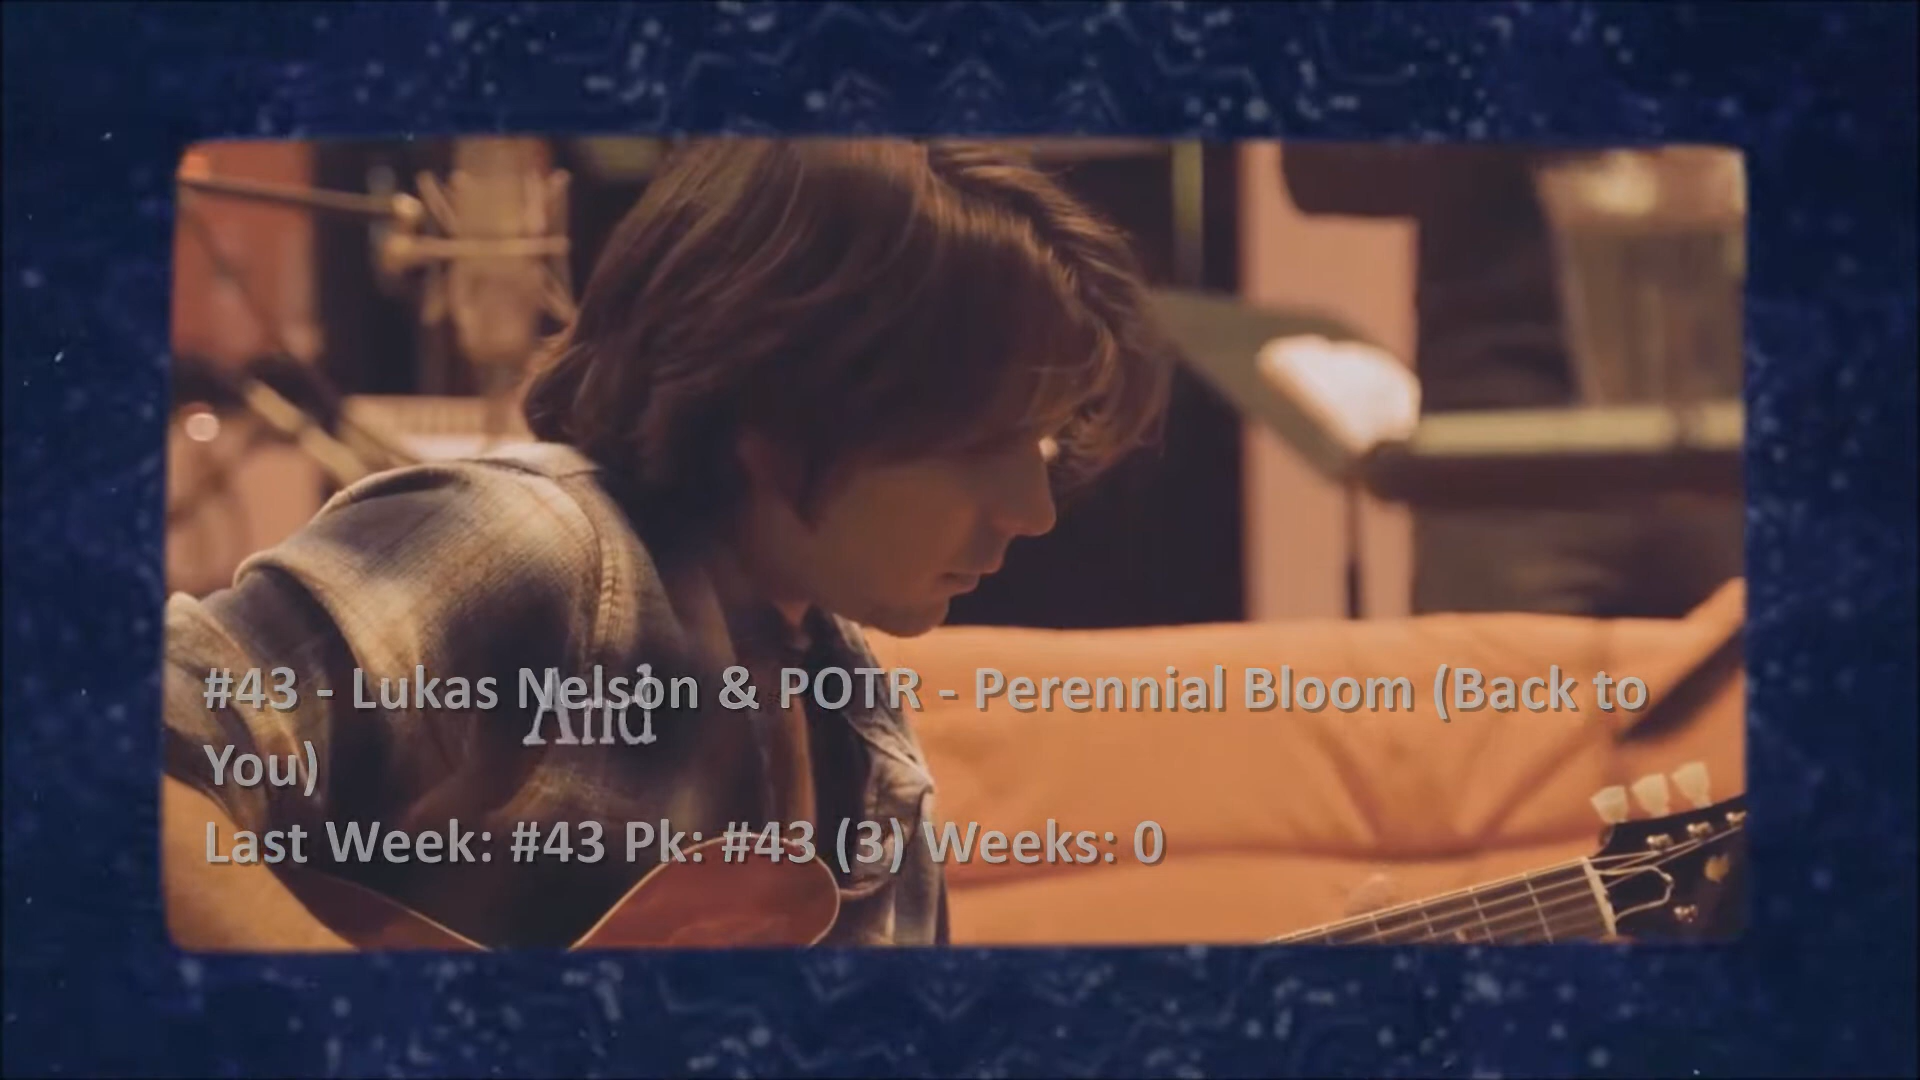 #43 - Lukas Nelson & POTR - Perennial Bloom (Back to
You)
And
Last Week: #43 Pk: #43 (3) Weeks: 0